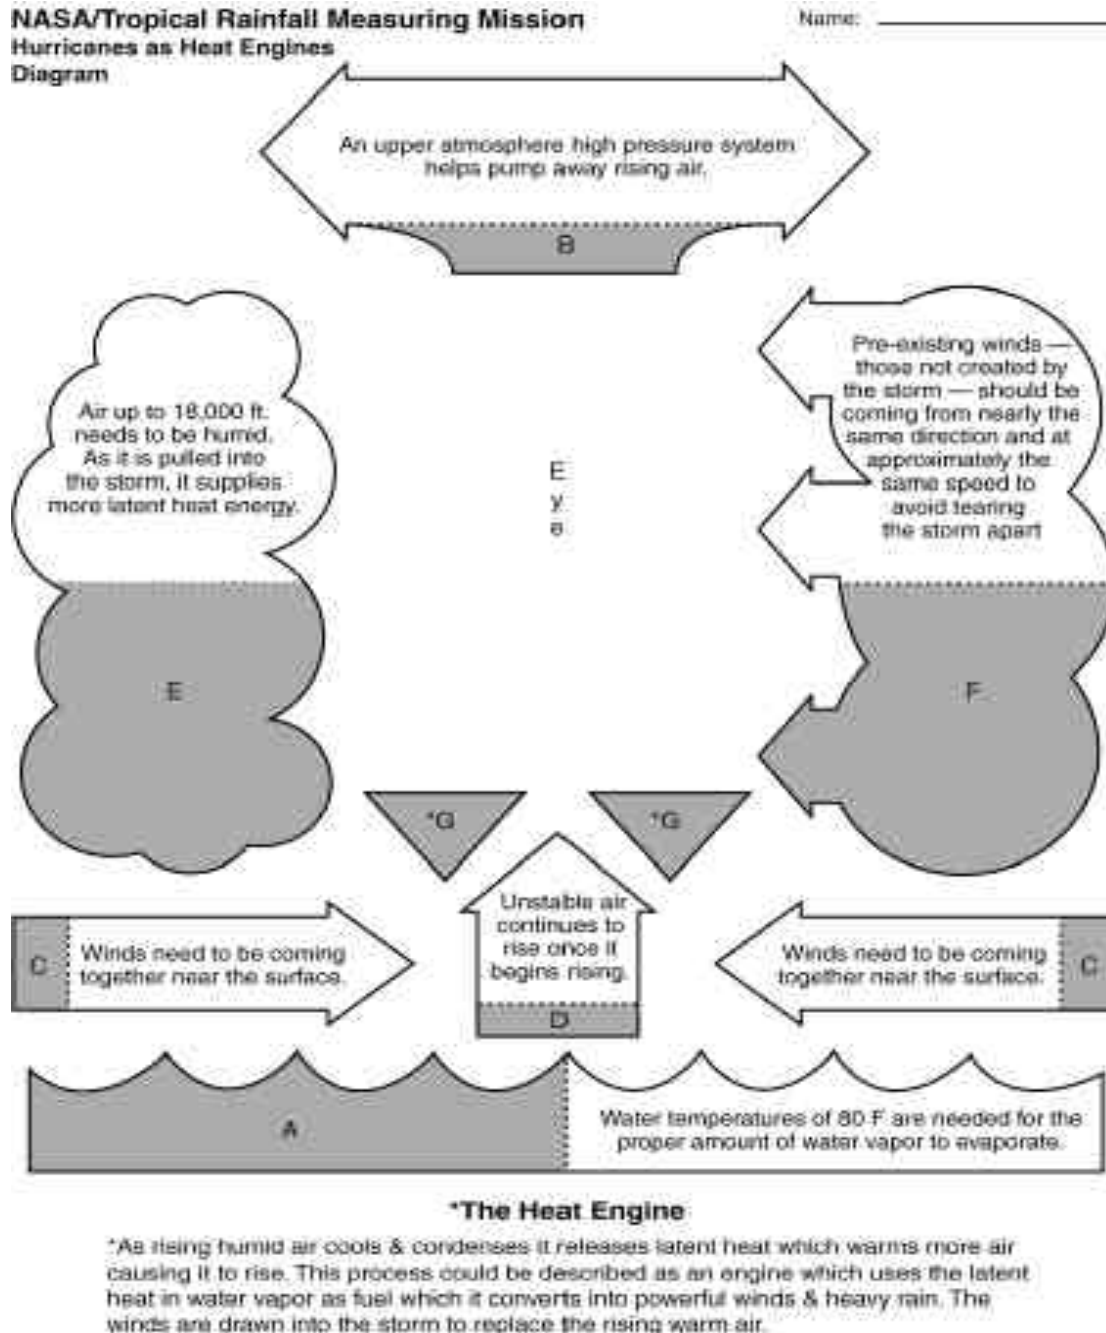 NASA/Tropical Rainfall Measuring Mission
Name:
Hurricanes as Heat Engines
Diagram
An upper atmosphere high pressure system
helps pump away rising air.
B
Air up to 18,000 ft.
needs to be humid.
As it is pulled into
the storm, it supplies
more latent heat energy.
E
E
y
e
Pre-existing winds —
those not created by
the storm — should be
coming from nearly the
same direction and at
approximately the
same speed to
avoid tearing
the storm apart
F
*G
*G
C
Winds need to be coming
together near the surface.
Unstable air
continues to
rise once it
begins rising.
D
Winds need to be coming
together near the surface.
C
A
Water temperatures of 80 F are needed for the
proper amount of water vapor to evaporate.
*The Heat Engine
*As rising humid air cools & condenses it releases latent heat which warms more air
causing it to rise. This process could be described as an engine which uses the latent
heat in water vapor as fuel which it converts into powerful winds & heavy rain. The
winds are drawn into the storm to replace the rising warm air.